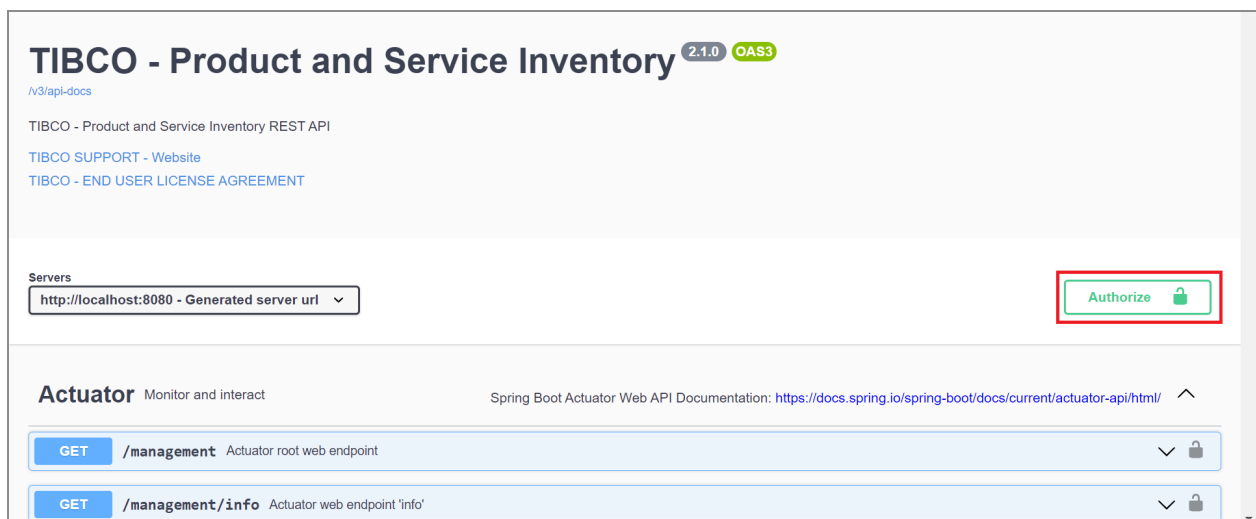 TIBCO - Product and Service Inventory 2.1.0 OAS3
/v3/api-docs
TIBCO - Product and Service Inventory REST API
TIBCO SUPPORT - Website
TIBCO - END USER LICENSE AGREEMENT
Servers
http://localhost:8080 - Generated server url
Authorize
Actuator Monitor and interact Spring Boot Actuator Web API Documentation: https://docs.spring.io/spring-boot/docs/current/actuator-api/html/
GET /management Actuator root web endpoint
GET /management/info Actuator web endpoint 'info'